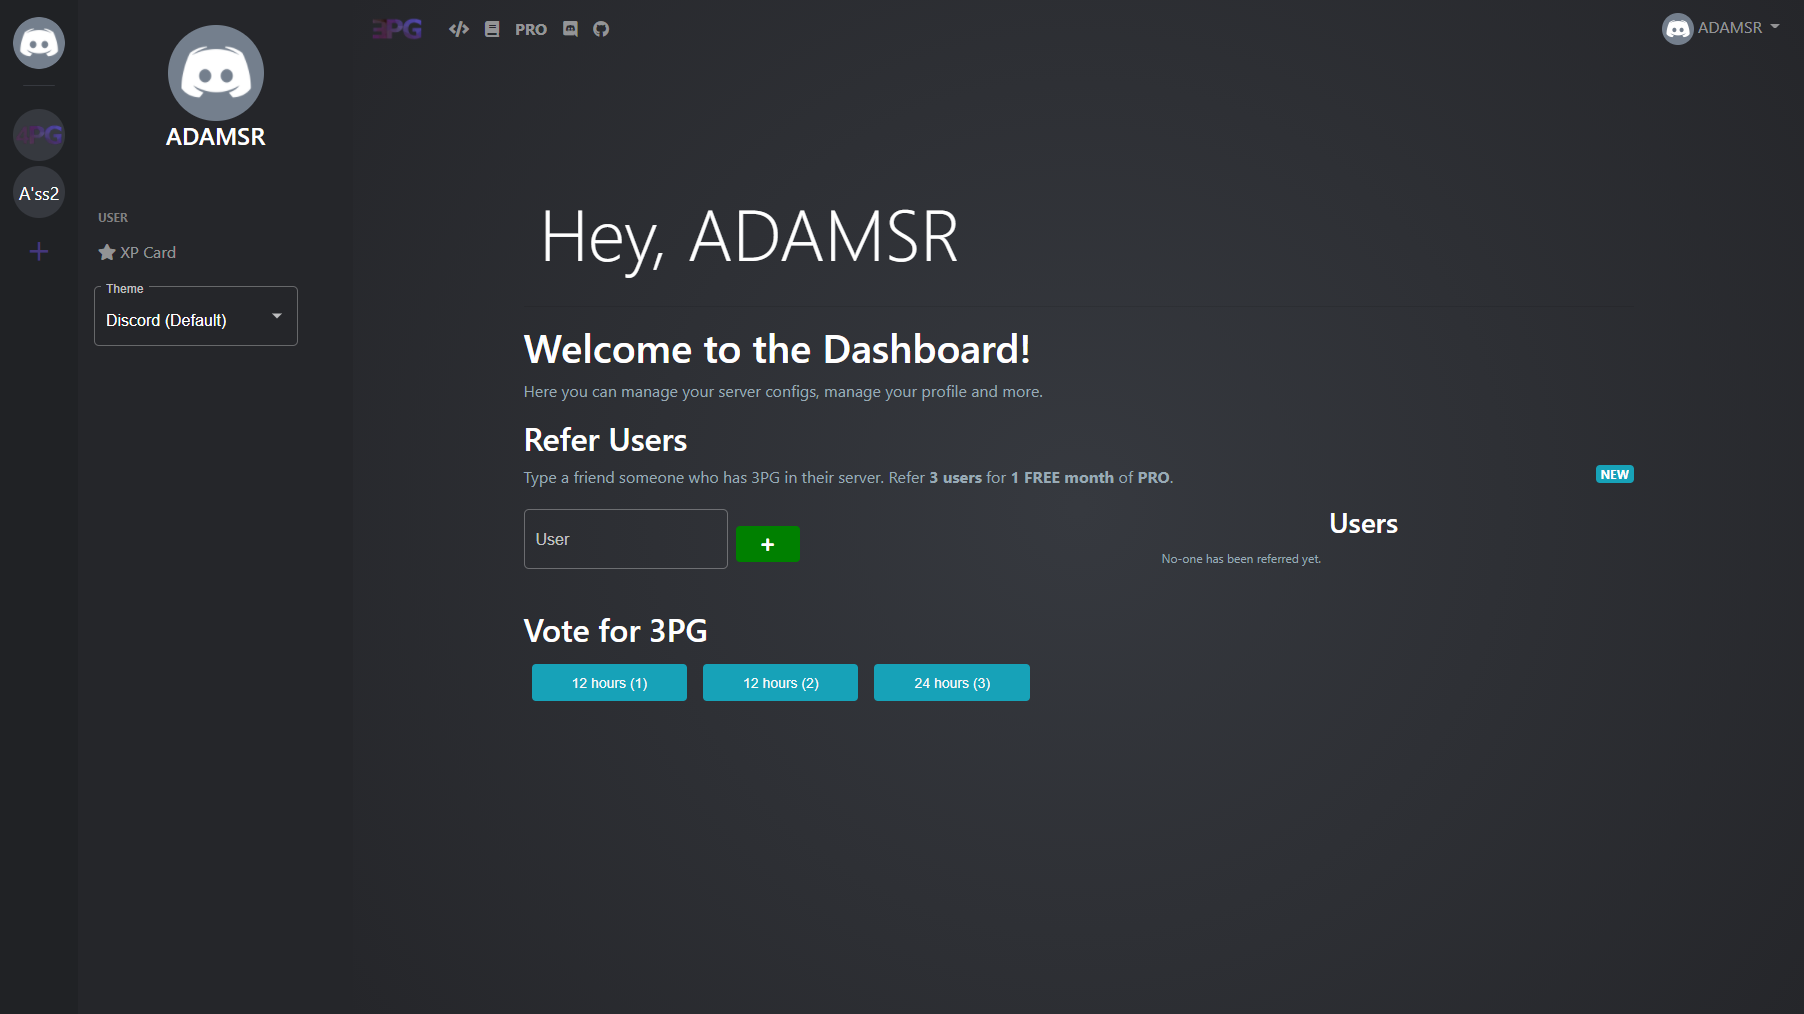 3PG
PRO
ADAMSR
ADAMSR
3PG
A'ss2
USER
XP Card
Theme
Discord (Default)
Hey, ADAMSR
Welcome to the Dashboard!
Here you can manage your server configs, manage your profile and more.
Refer Users
Type a friend someone who has 3PG in their server. Refer 3 users for 1 FREE month of PRO.
NEW
User
+
Users
No-one has been referred yet.
Vote for 3PG
12 hours (1)
12 hours (2)
24 hours (3)